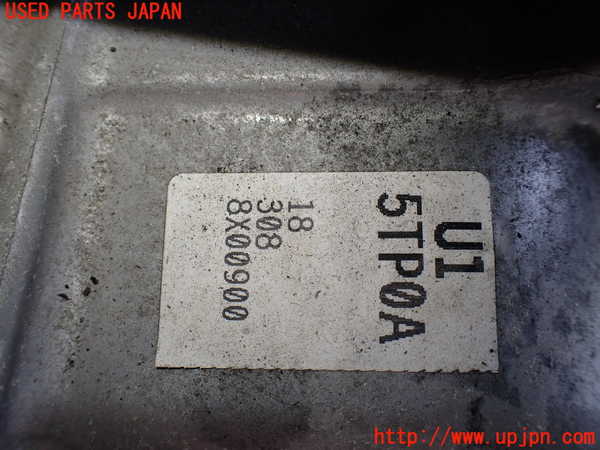 USED PARTS JAPAN
U1
5TP0A
18
308
8X00900
http://www.upjpn.com/